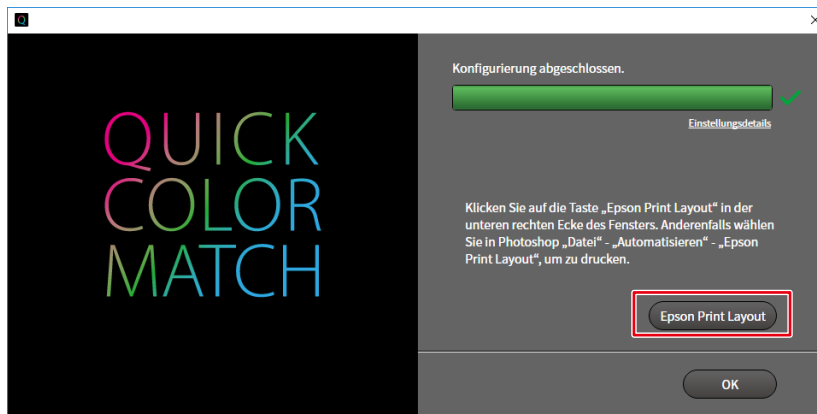 Q
QUICK
COLOR
MATCH
Konfigurierung abgeschlossen.
Einstellungsdetails
Klicken Sie auf die Taste „Epson Print Layout“ in der
unteren rechten Ecke des Fensters. Anderenfalls wählen
Sie in Photoshop „Datei“ - „Automatisieren“ - „Epson
Print Layout“, um zu drucken.
Epson Print Layout
OK